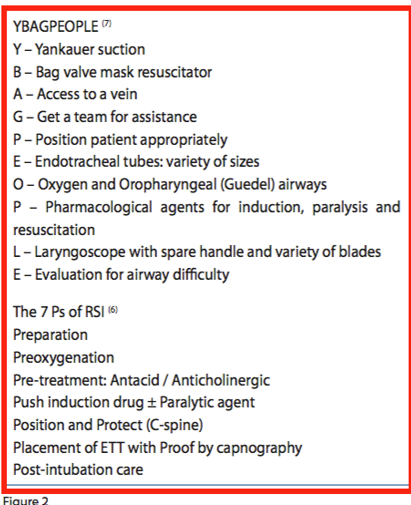 YBAGPEOPLE (7)
Y – Yankauer suction
B – Bag valve mask resuscitator
A – Access to a vein
G – Get a team for assistance
P – Position patient appropriately
E – Endotracheal tubes: variety of sizes
O – Oxygen and Oropharyngeal (Guedel) airways
P – Pharmacological agents for induction, paralysis and
resuscitation
L – Laryngoscope with spare handle and variety of blades
E – Evaluation for airway difficulty
The 7 Ps of RSI (6)
Preparation
Preoxygenation
Pre-treatment: Antacid / Anticholinergic
Push induction drug ± Paralytic agent
Position and Protect (C-spine)
Placement of ETT with Proof by capnography
Post-intubation care
Figure 2